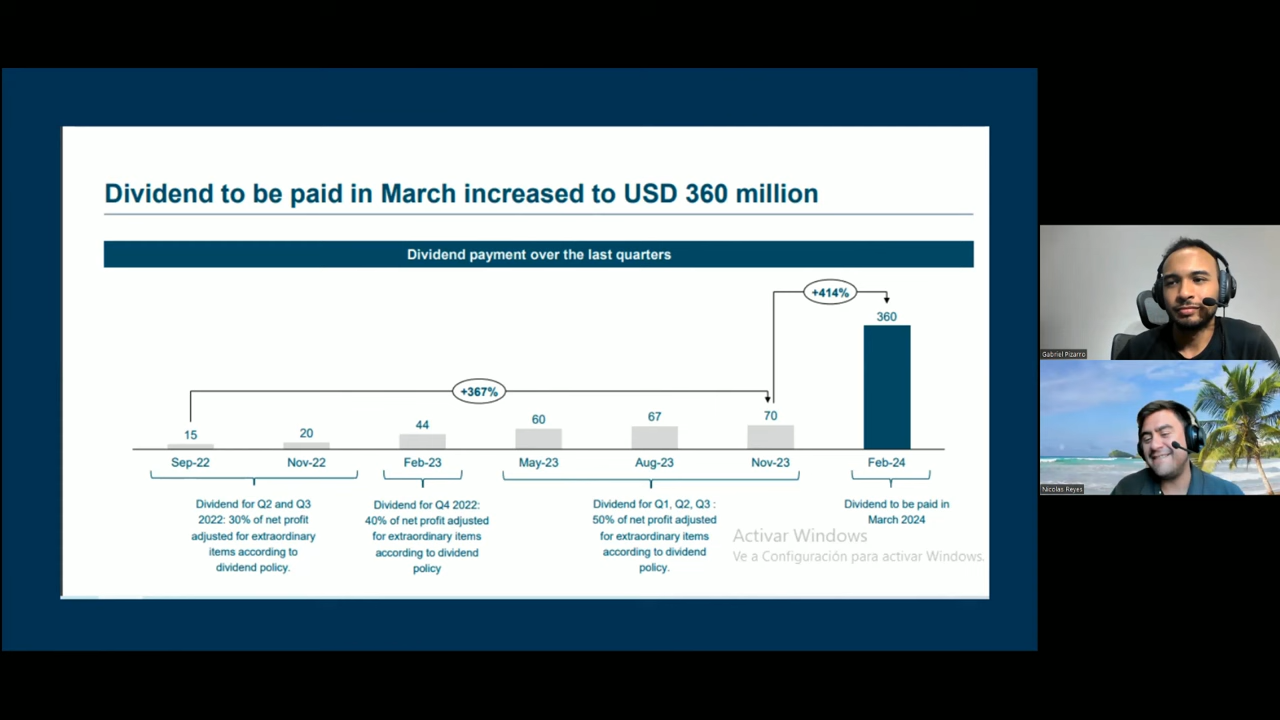 Dividend to be paid in March increased to USD 360 million
Dividend payment over the last quarters
+414%
360
+367%
15
20
44
60
67
70
Sep-22
Nov-22
Feb-23
May-23
Aug-23
Nov-23
Feb-24
Dividend for Q2 and Q3
2022: 30% of net profit
adjusted for extraordinary
items according to
dividend policy.
Dividend for Q4 2022:
40% of net profit adjusted
for extraordinary items
according to dividend
policy
Dividend for Q1, Q2, Q3 :
50% of net profit adjusted
for extraordinary items
according to dividend
policy.
Dividend to be paid in
March 2024
Activar Windows
Ve a Configuración para activar Windows.
Gabriel Pizarro
Nicolas Reyes